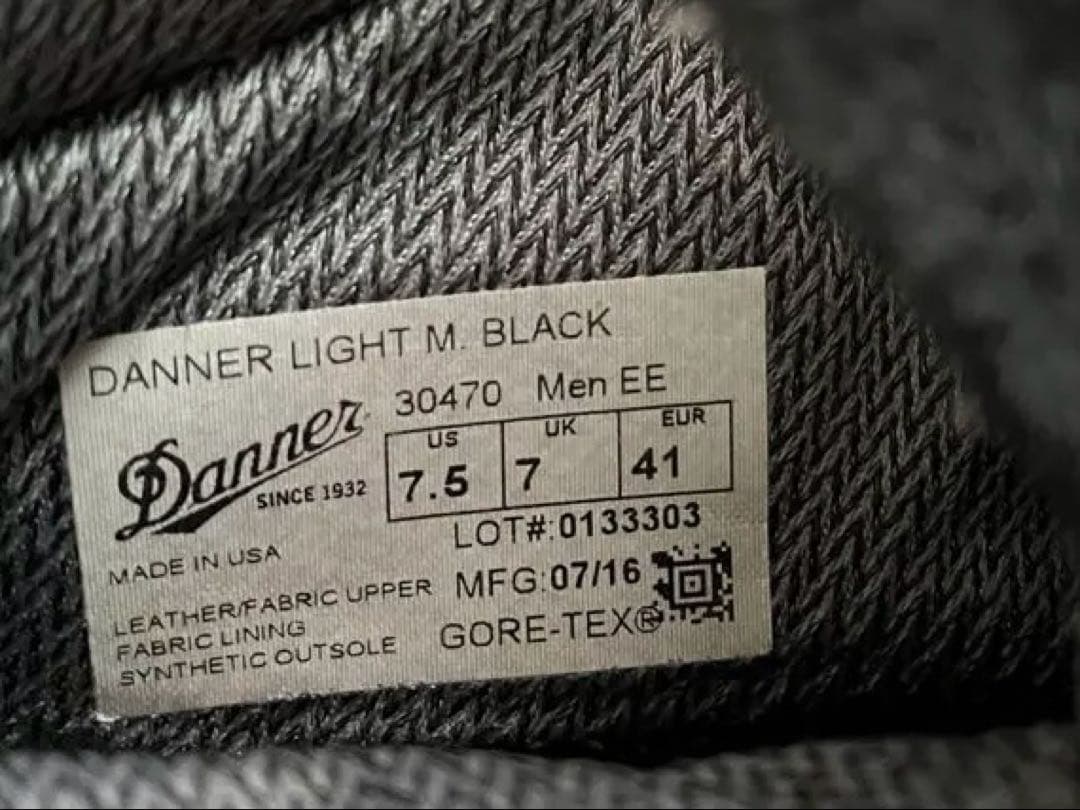 DANNER LIGHT M. BLACK
30470 Men EE
Danner
SINCE 1932
US UK EUR
7.5 7 41
LOT#:0133303
MADE IN USA
MFG:07/16
LEATHER/FABRIC UPPER
FABRIC LINING
SYNTHETIC OUTSOLE
GORE-TEX®